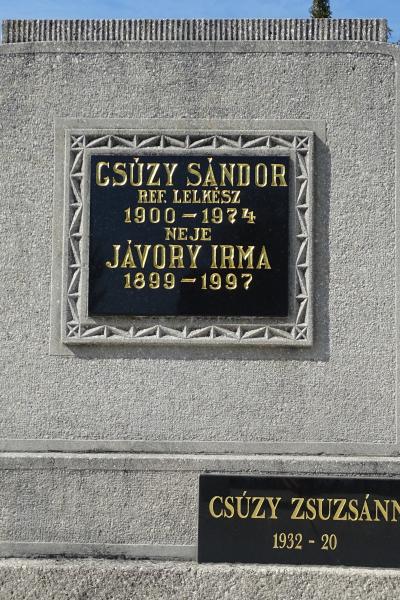 CSÚZY SÁNDOR
REF. LELKÉSZ
1900-1974
NEJE
JÁVORY IRMA
1899-1997
CSÚZY ZSUZSÁNN
1932 - 20